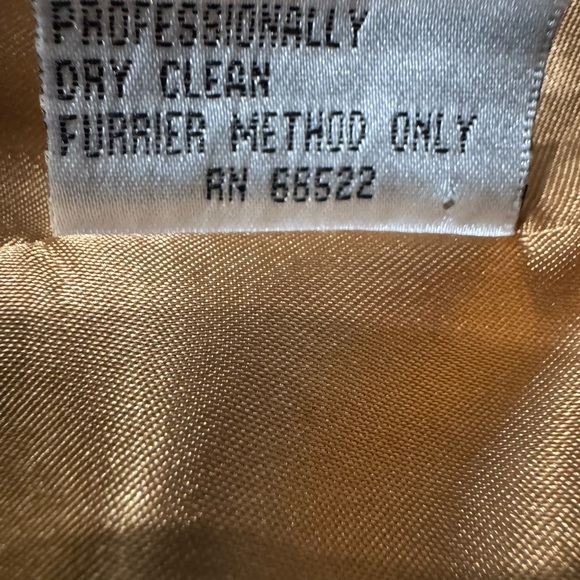 PROFESSIONALLY
DRY CLEAN
FURRIER METHOD ONLY
RN 66522